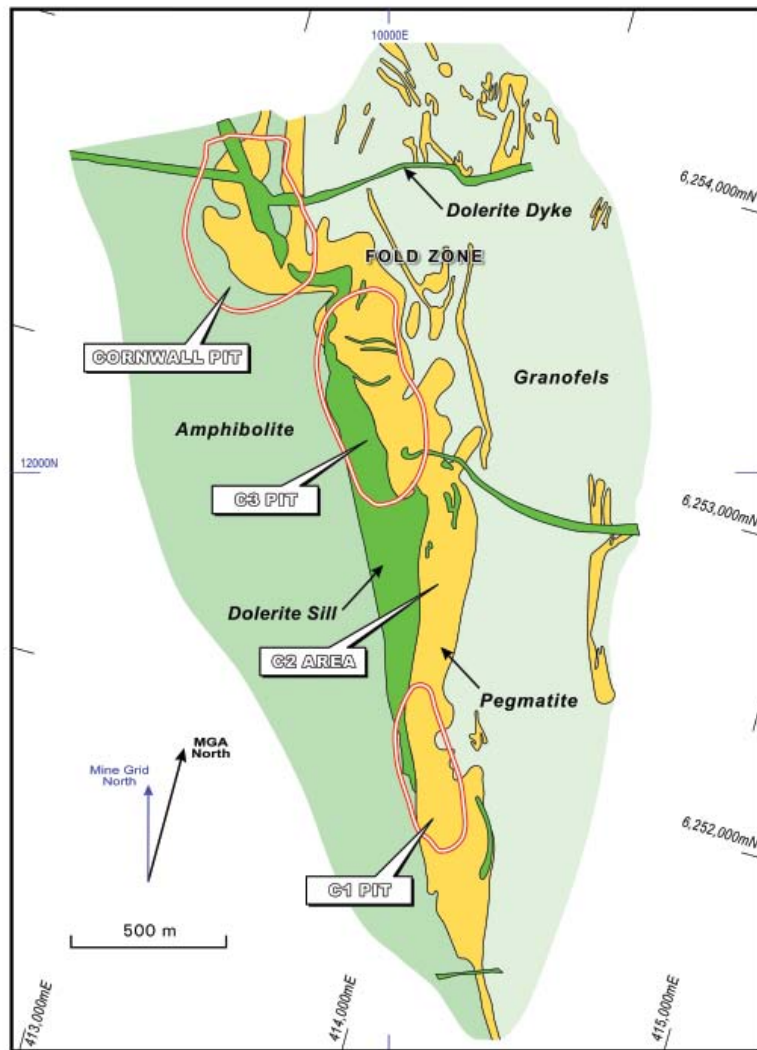 10000E
6,254,000mN
Dolerite Dyke
FOLD ZONE
CORNWALL PIT
Granofels
Amphibolite
12000N
C3 PIT
6,253,000mN
Dolerite Sill
C2 AREA
Pegmatite
MGA
North
Mine Grid
North
6,252,000mN
C1 PIT
500 m
413,000mE
414,000mE
415,000mE